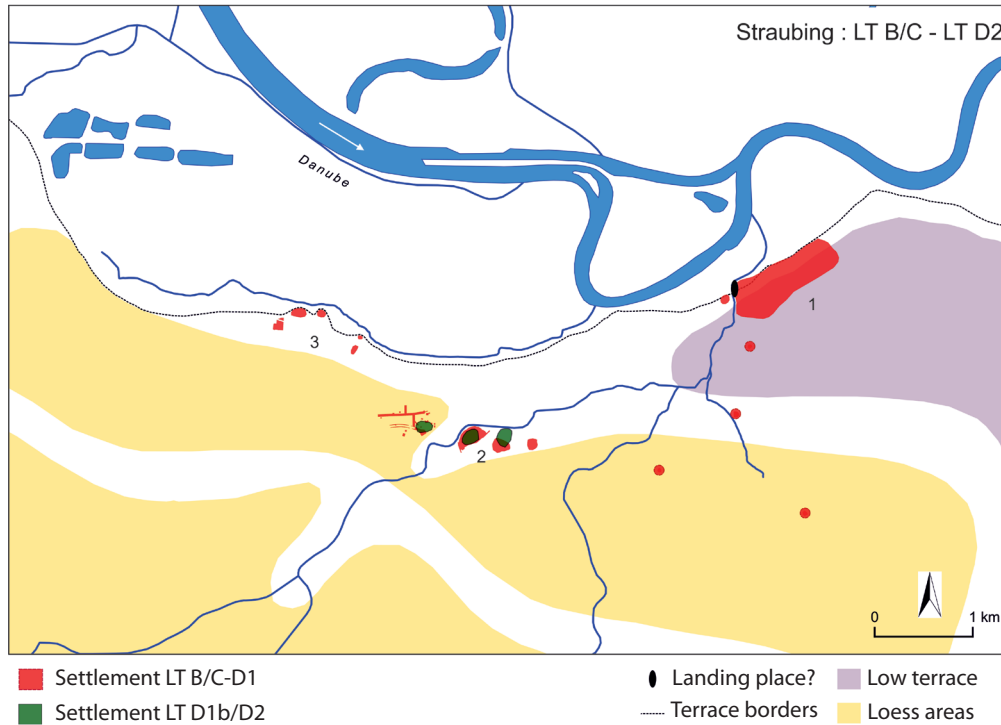 Straubing : LT B/C - LT D2
Danube
1
3
2
0 1 km
Settlement LT B/C-D1
Settlement LT D1b/D2
Landing place?
Terrace borders
Low terrace
Loess areas